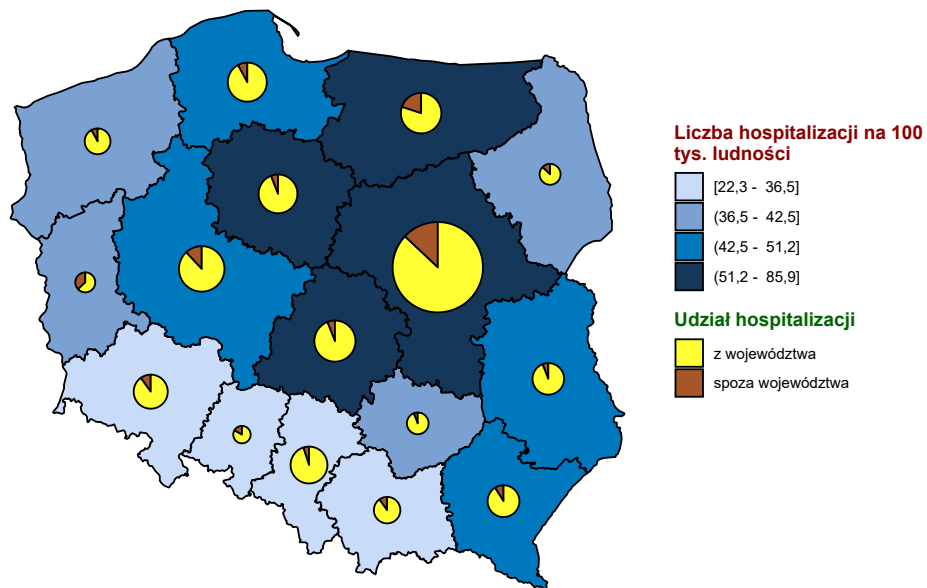 Liczba hospitalizacji na 100
tys. ludności
[22,3 - 36,5]
(36,5 - 42,5]
(42,5 - 51,2]
(51,2 - 85,9]
Udział hospitalizacji
z województwa
spoza województwa